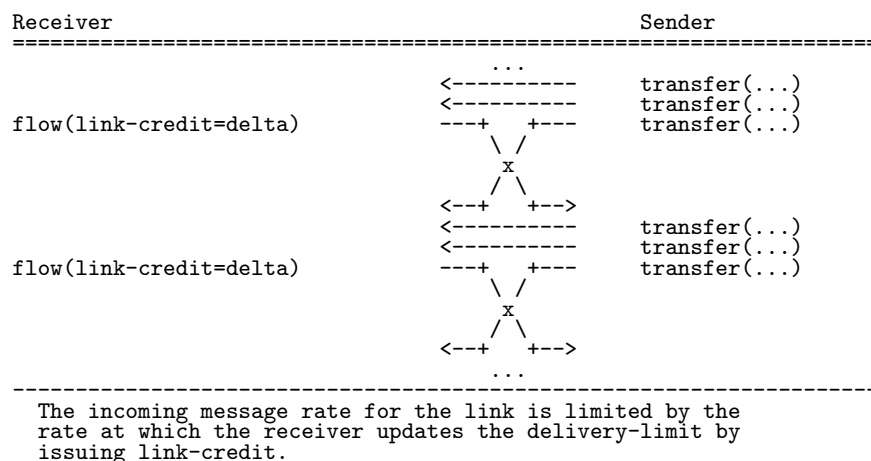 Receiver Sender
=====================================================================
...
<---------- transfer(...)
<---------- transfer(...)
flow(link-credit=delta) ---+ +--- transfer(...)
\ /
x
/ \
<--+ +-->
<---------- transfer(...)
<---------- transfer(...)
flow(link-credit=delta) ---+ +--- transfer(...)
\ /
x
/ \
<--+ +-->
...
---------------------------------------------------------------------
The incoming message rate for the link is limited by the
rate at which the receiver updates the delivery-limit by
issuing link-credit.